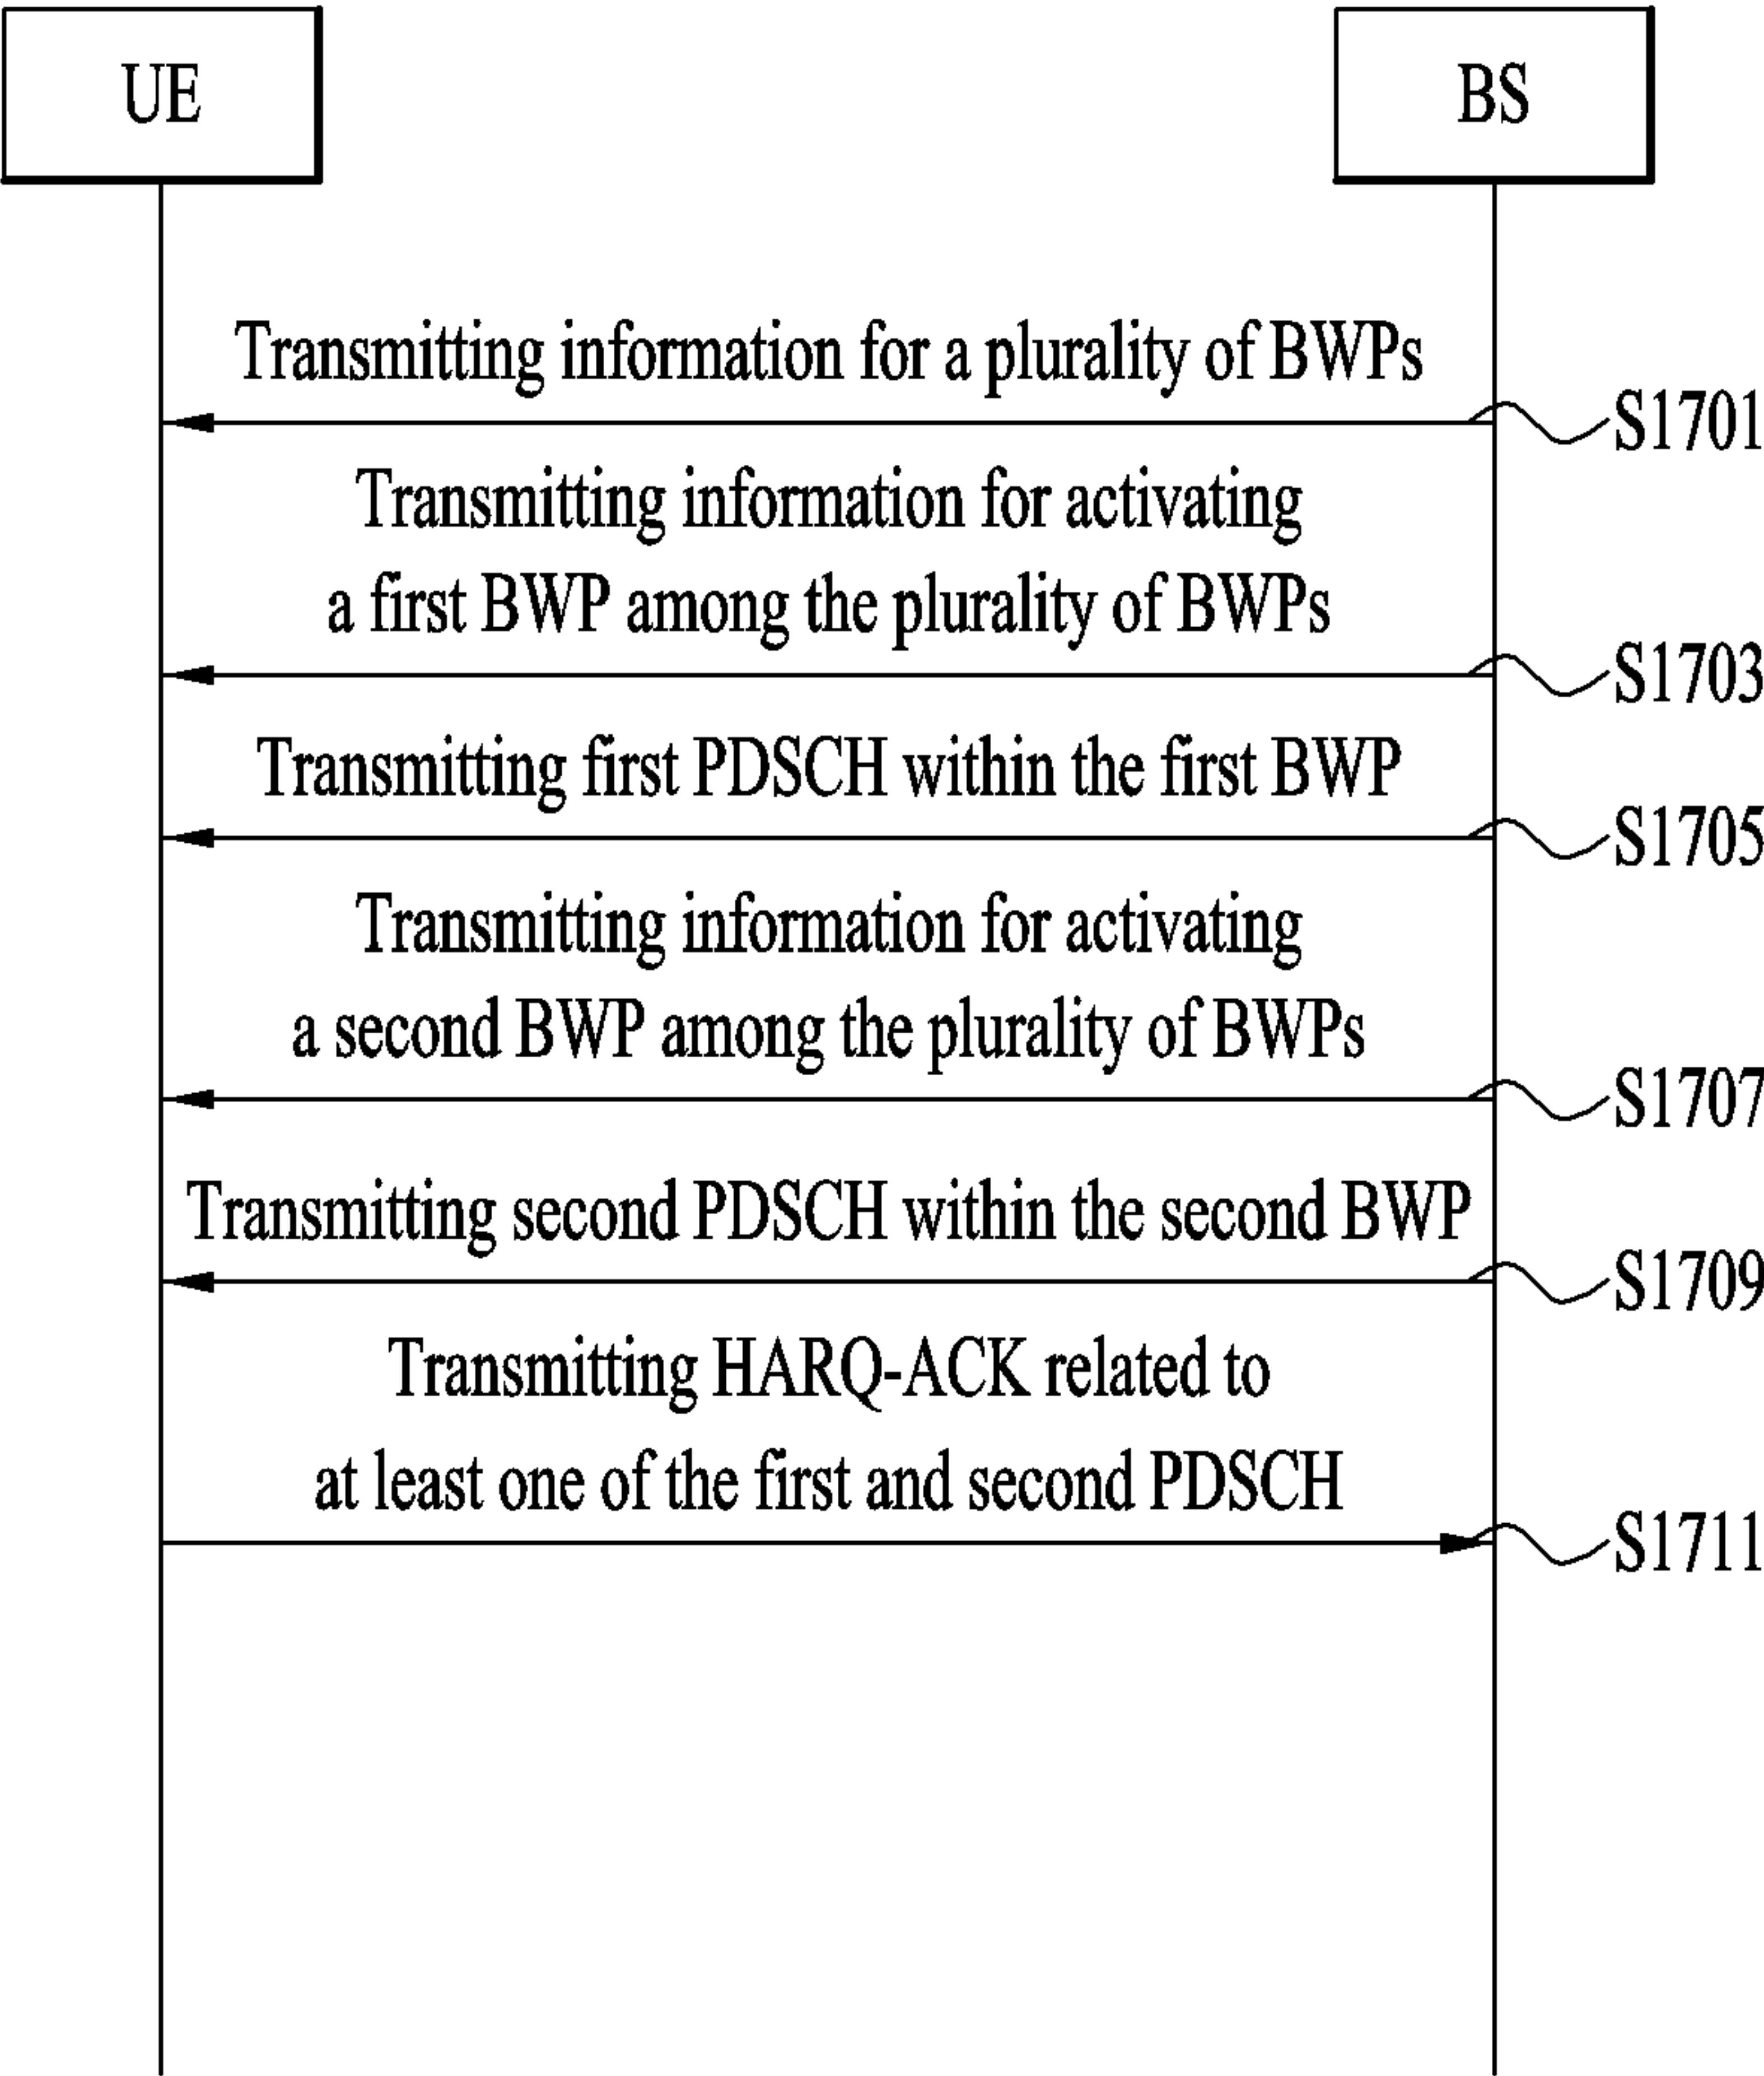 UE
BS
Transmitting information for a plurality of BWPs
S1701
Transmitting information for activating
a first BWP among the plurality of BWPs
S1703
Transmitting first PDSCH within the first BWP
S1705
Transmitting information for activating
a second BWP among the plurality of BWPs
S1707
Transmitting second PDSCH within the second BWP
S1709
Transmitting HARQ-ACK related to
at least one of the first and second PDSCH
S1711